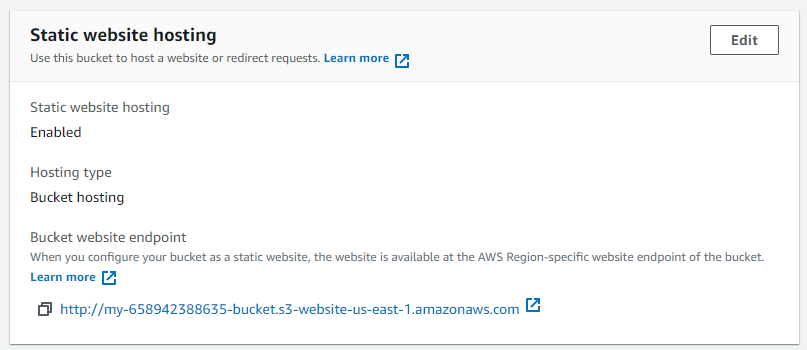 Static website hosting
Edit
Use this bucket to host a website or redirect requests. Learn more
Static website hosting
Enabled
Hosting type
Bucket hosting
Bucket website endpoint
When you configure your bucket as a static website, the website is available at the AWS Region-specific website endpoint of the bucket.
Learn more
http://my-658942388635-bucket.s3-website-us-east-1.amazonaws.com